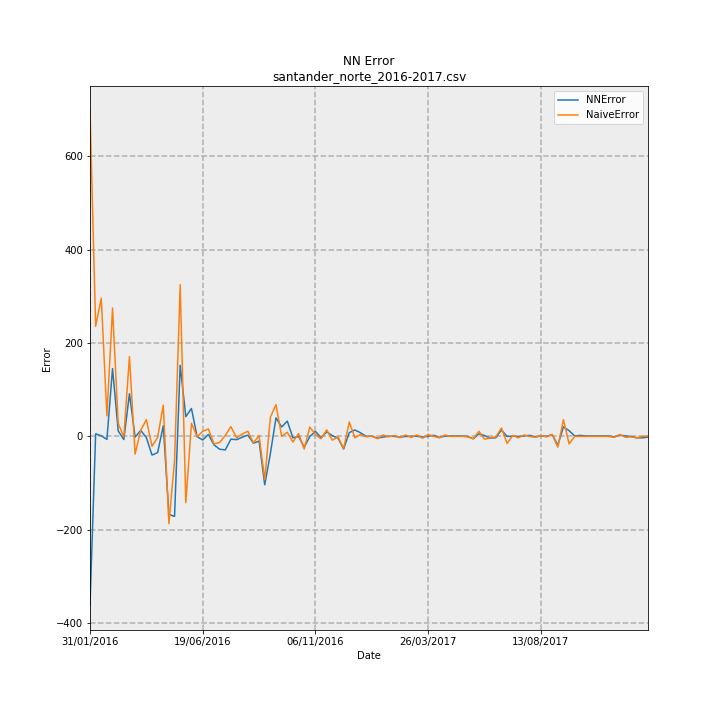 NN Error
santander_norte_2016-2017.csv
NNError
NaiveError
600
400
200
0
−200
−400
Error
31/01/2016
19/06/2016
06/11/2016
26/03/2017
13/08/2017
Date